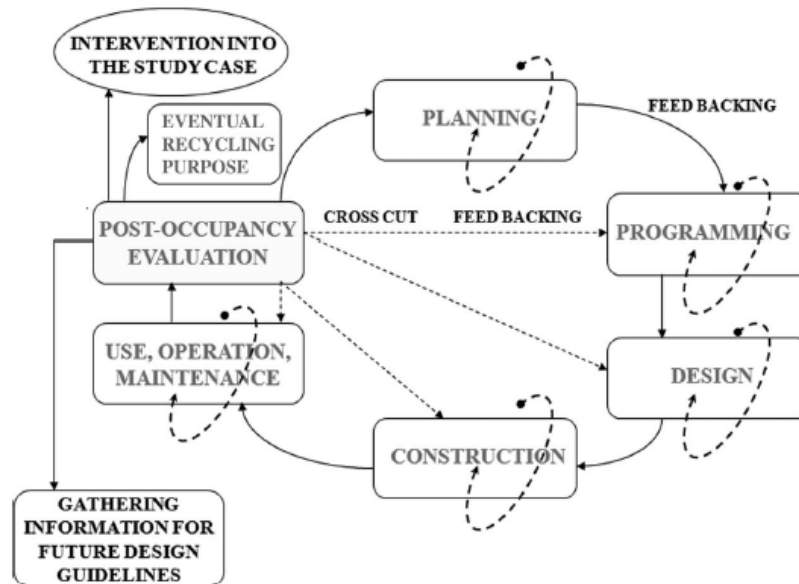 INTERVENTION INTO
THE STUDY CASE
EVENTUAL
RECYCLING
PURPOSE
PLANNING
FEED BACKING
POST-OCCUPANCY
EVALUATION
CROSS CUT
FEED BACKING
PROGRAMMING
USE, OPERATION,
MAINTENANCE
DESIGN
CONSTRUCTION
GATHERING
INFORMATION FOR
FUTURE DESIGN
GUIDELINES